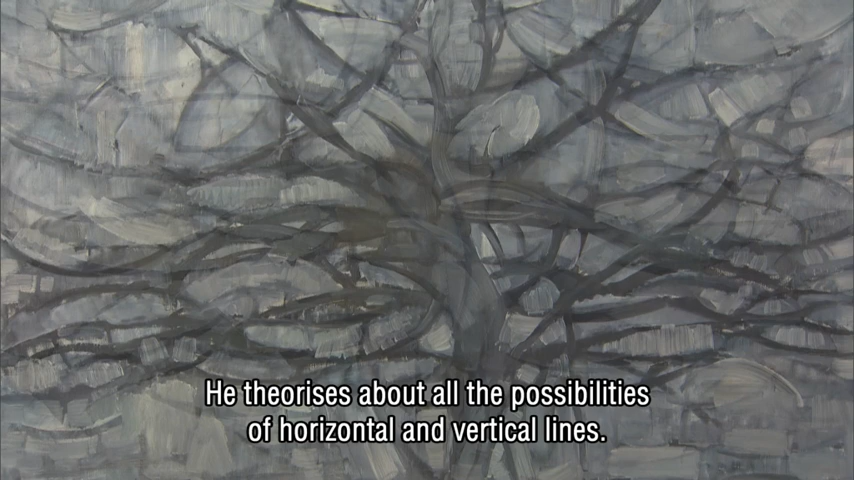 He theorises about all the possibilities
of horizontal and vertical lines.